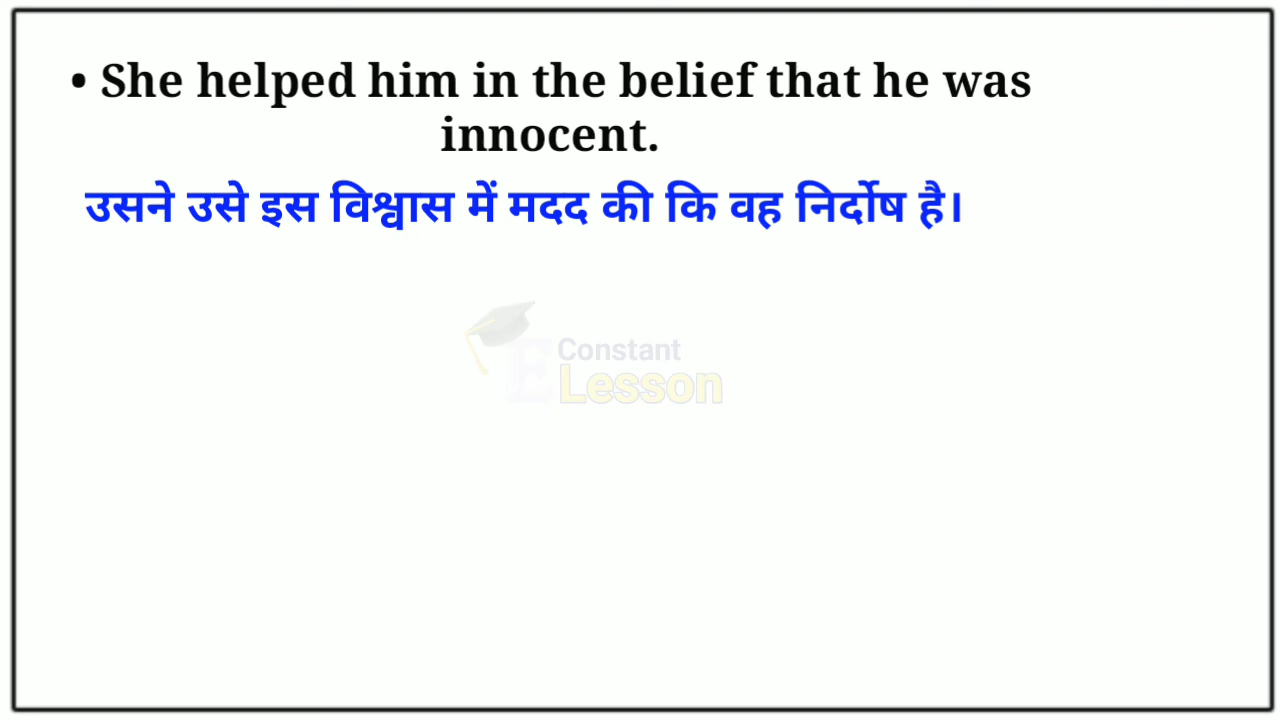 • She helped him in the belief that he was
innocent.
उसने उसे इस विश्वास में मदद की कि वह निर्दोष है।
Constant
E Lesson